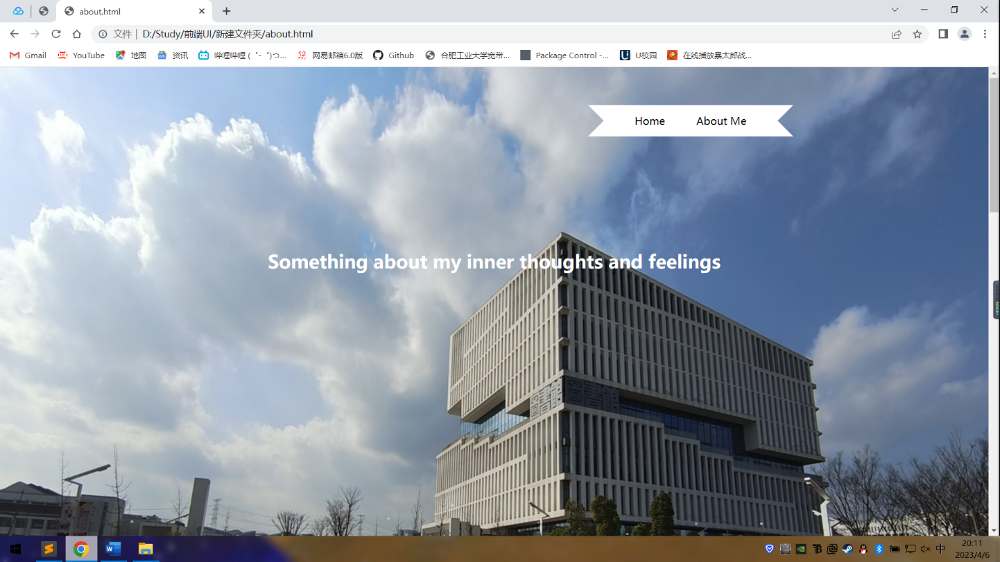 about.html
文件 | D:/Study/前端UI/新建文件夹/about.html
Gmail YouTube 地图 资讯 哔哩哔哩 (゜-゜)つ... 网易邮箱6.0版 Github 合肥工业大学宽带... Package Control -... U校园 在线播放暴太郎战...
Home About Me
Something about my inner thoughts and feelings
中
20:11
2023/4/6